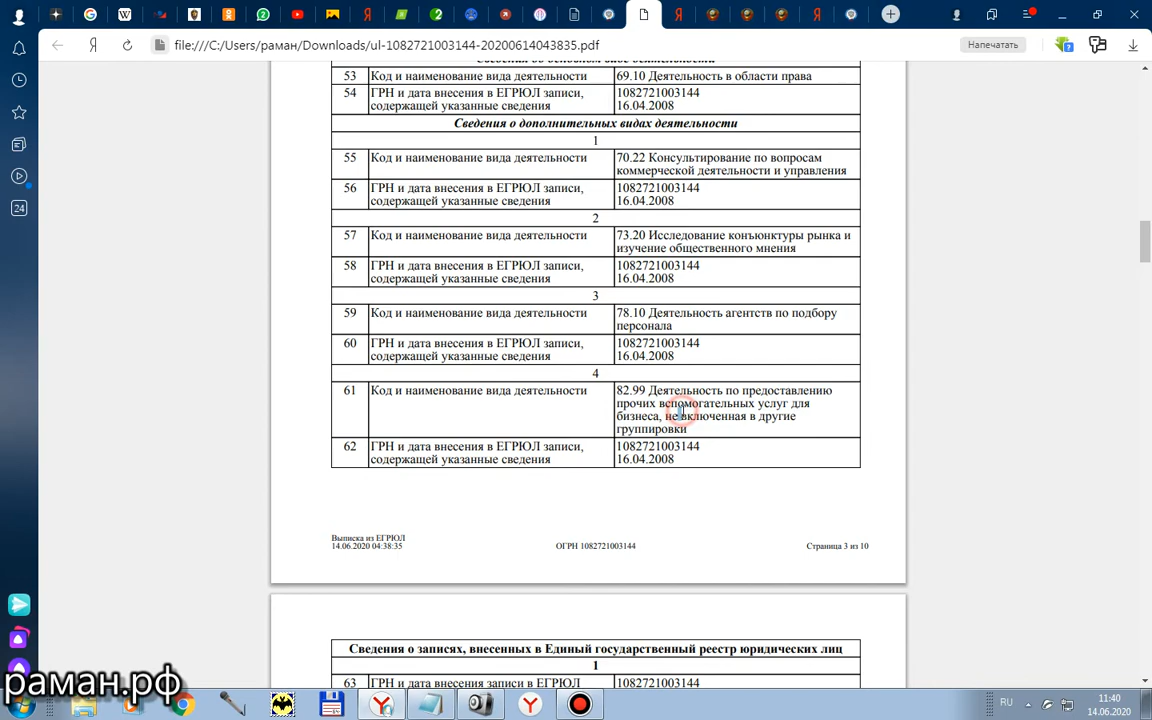 file:///C:/Users/раман/Downloads/ul-1082721003144-20200614043835.pdf
Напечатать
Сведения об основном виде деятельности
53 Код и наименование вида деятельности 69.10 Деятельность в области права
54 ГРН и дата внесения в ЕГРЮЛ записи, 1082721003144
содержащей указанные сведения 16.04.2008
Сведения о дополнительных видах деятельности
1
55 Код и наименование вида деятельности 70.22 Консультирование по вопросам
коммерческой деятельности и управления
56 ГРН и дата внесения в ЕГРЮЛ записи, 1082721003144
содержащей указанные сведения 16.04.2008
2
57 Код и наименование вида деятельности 73.20 Исследование конъюнктуры рынка и
изучение общественного мнения
58 ГРН и дата внесения в ЕГРЮЛ записи, 1082721003144
содержащей указанные сведения 16.04.2008
3
59 Код и наименование вида деятельности 78.10 Деятельность агентств по подбору
персонала
60 ГРН и дата внесения в ЕГРЮЛ записи, 1082721003144
содержащей указанные сведения 16.04.2008
4
61 Код и наименование вида деятельности 82.99 Деятельность по предоставлению
прочих вспомогательных услуг для
бизнеса, не включенная в другие
группировки
62 ГРН и дата внесения в ЕГРЮЛ записи, 1082721003144
содержащей указанные сведения 16.04.2008
Выписка из ЕГРЮЛ
14.06.2020 04:38:35 ОГРН 1082721003144 Страница 3 из 10
Сведения о записях, внесенных в Единый государственный реестр юридических лиц
1
63 ГРН и дата внесения записи в ЕГРЮЛ 1082721003144
24
раман.рф
RU
11:40
14.06.2020